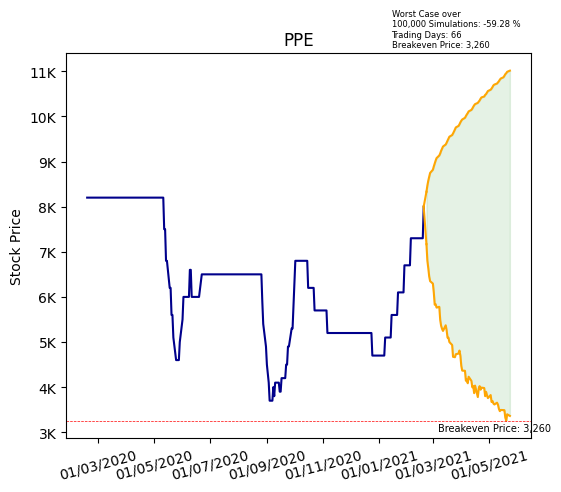 Worst Case over
100,000 Simulations: -59.28 %
Trading Days: 66
Breakeven Price: 3,260
PPE
11K
10K
9K
8K
7K
6K
5K
4K
3K
Stock Price
Breakeven Price: 3,260
01/03/2020 01/05/2020 01/07/2020 01/09/2020 01/11/2020 01/01/2021 01/03/2021 01/05/2021